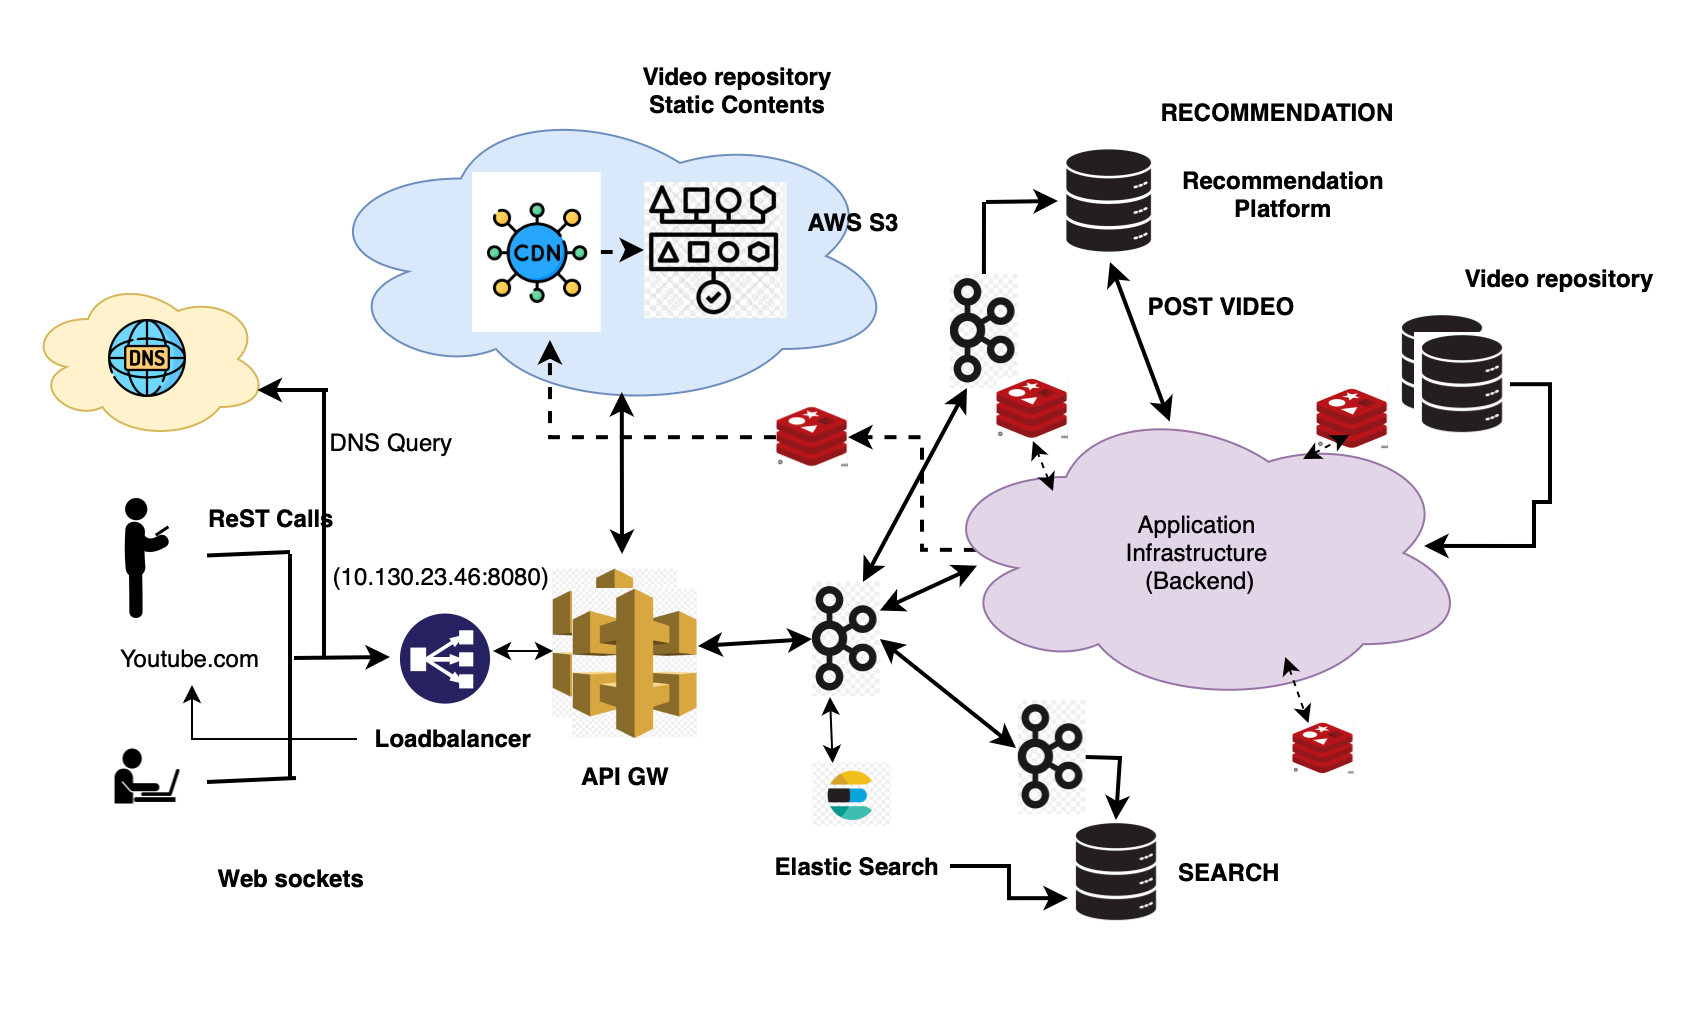 Video repository
Static Contents
RECOMMENDATION
Recommendation
Platform
AWS S3
CDN
Video repository
POST VIDEO
DNS
DNS Query
ReST Calls
Application
Infrastructure
(Backend)
(10.130.23.46:8080)
Youtube.com
Loadbalancer
API GW
Elastic Search
SEARCH
Web sockets